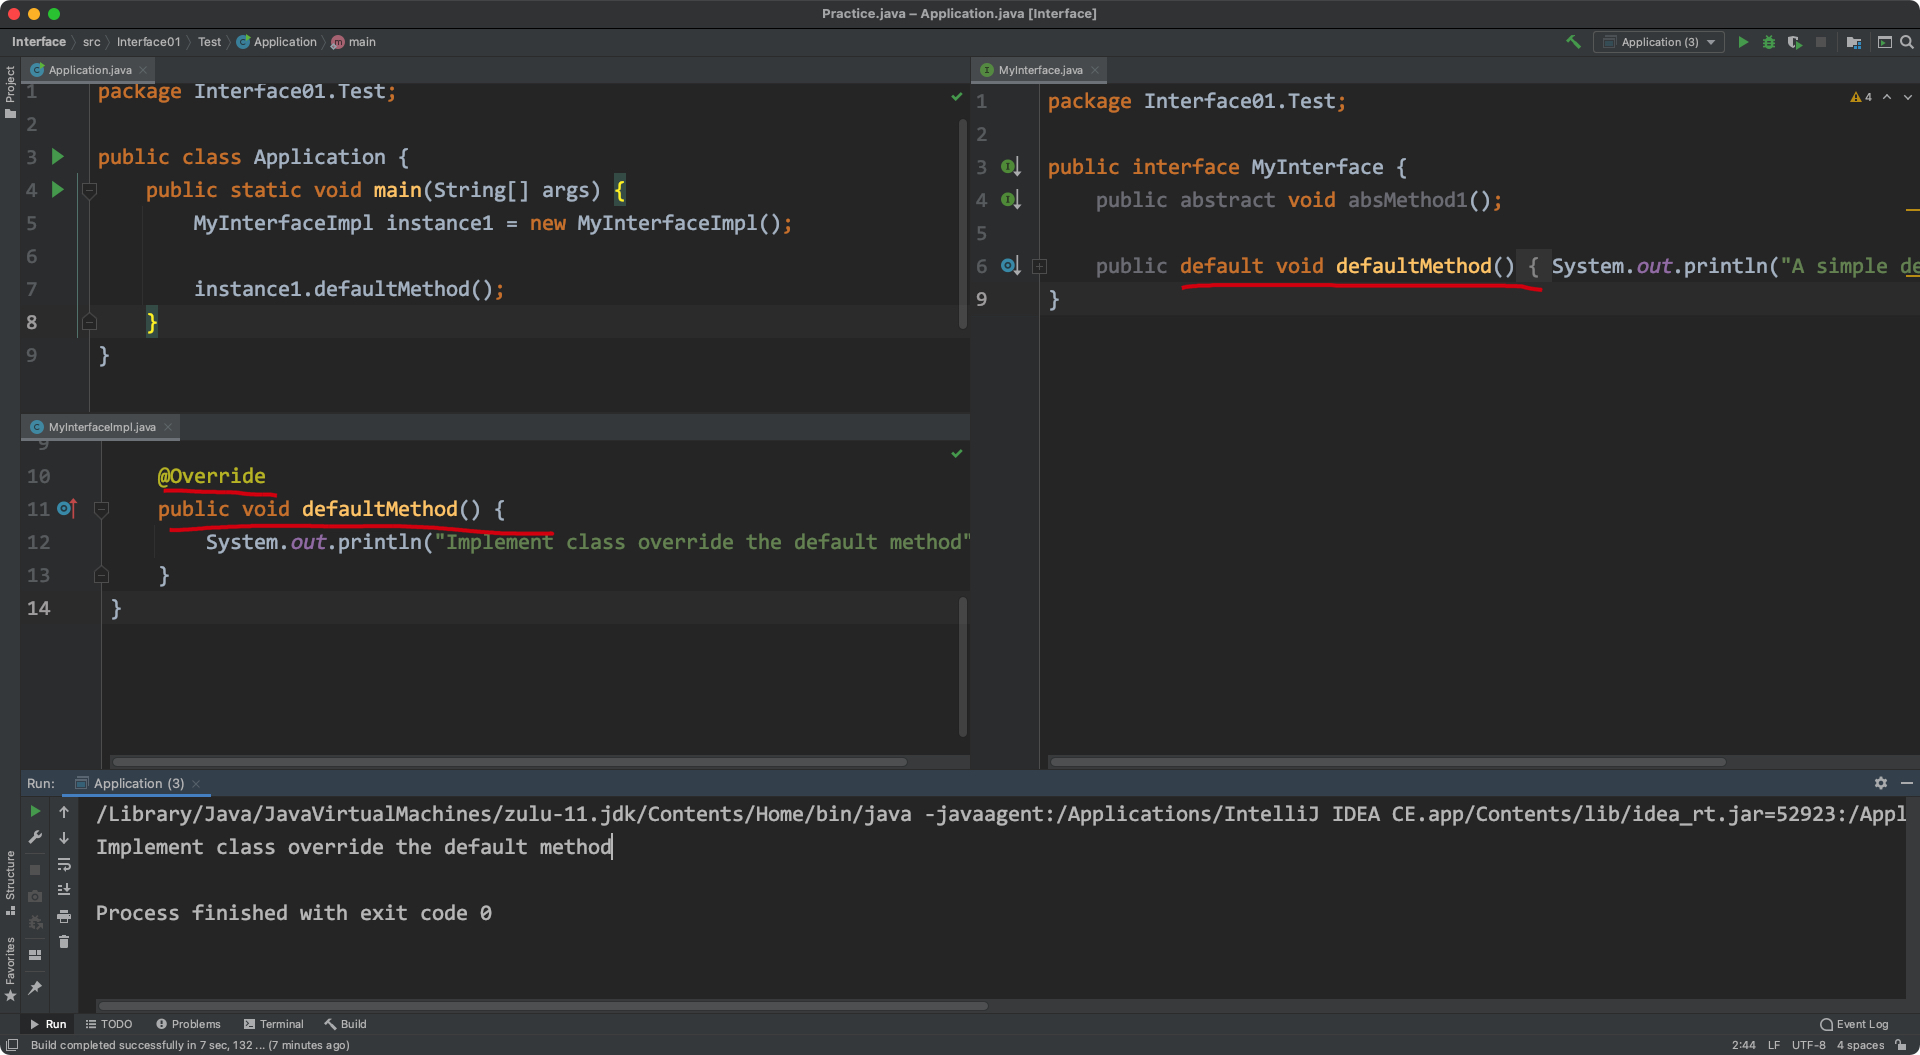 Practice.java – Application.java [Interface]
Interface src Interface01 Test Application main
Application (3)
Project
Application.java
1 package Interface01.Test;
2
3 public class Application {
4 public static void main(String[] args) {
5 MyInterfaceImpl instance1 = new MyInterfaceImpl();
6
7 instance1.defaultMethod();
8 }
9 }
MyInterface.java
4
1 package Interface01.Test;
2
3 public interface MyInterface {
4 public abstract void absMethod1();
5
6 public default void defaultMethod() { System.out.println("A simple de
9 }
MyInterfaceImpl.java
9
10 @Override
11 public void defaultMethod() {
12 System.out.println("Implement class override the default method"
13 }
14 }
Run: Application (3)
/Library/Java/JavaVirtualMachines/zulu-11.jdk/Contents/Home/bin/java -javaagent:/Applications/IntelliJ IDEA CE.app/Contents/lib/idea_rt.jar=52923:/Appl
Implement class override the default method
Process finished with exit code 0
Structure
Favorites
Run TODO Problems Terminal Build
Event Log
Build completed successfully in 7 sec, 132 ... (7 minutes ago)
2:44 LF UTF-8 4 spaces